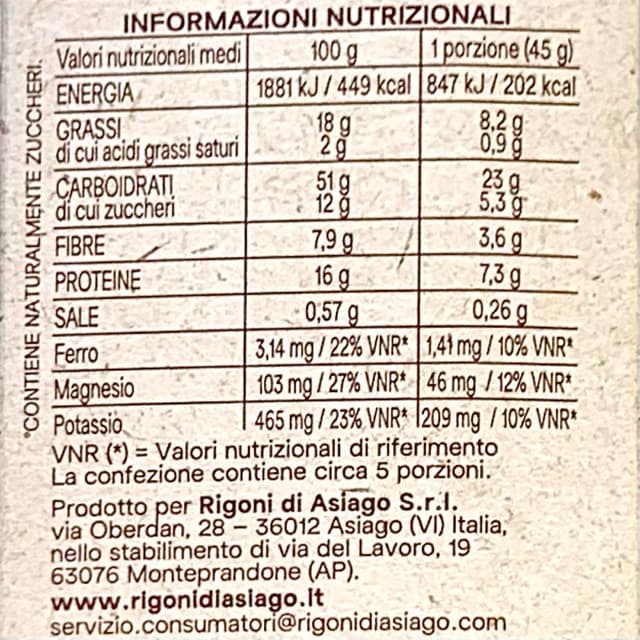 INFORMAZIONI NUTRIZIONALI
Valori nutrizionali medi 100 g 1 porzione (45 g)
ENERGIA 1881 kJ / 449 kcal 847 kJ / 202 kcal
GRASSI 18 g 8,2 g
di cui acidi grassi saturi 2 g 0,9 g
CARBOIDRATI 51 g 23 g
di cui zuccheri 12 g 5,3 g
FIBRE 7,9 g 3,6 g
PROTEINE 16 g 7,3 g
SALE 0,57 g 0,26 g
Ferro 3,14 mg / 22% VNR* 1,41 mg / 10% VNR*
Magnesio 103 mg / 27% VNR* 46 mg / 12% VNR*
Potassio 465 mg / 23% VNR* 209 mg / 10% VNR*
VNR (*) = Valori nutrizionali di riferimento
La confezione contiene circa 5 porzioni.
Prodotto per Rigoni di Asiago S.r.l.
via Oberdan, 28 – 36012 Asiago (VI) Italia,
nello stabilimento di via del Lavoro, 19
63076 Monteprandone (AP).
www.rigonidiasiago.it
servizio.consumatori@rigonidiasiago.com
°CONTIENE NATURALMENTE ZUCCHERI.